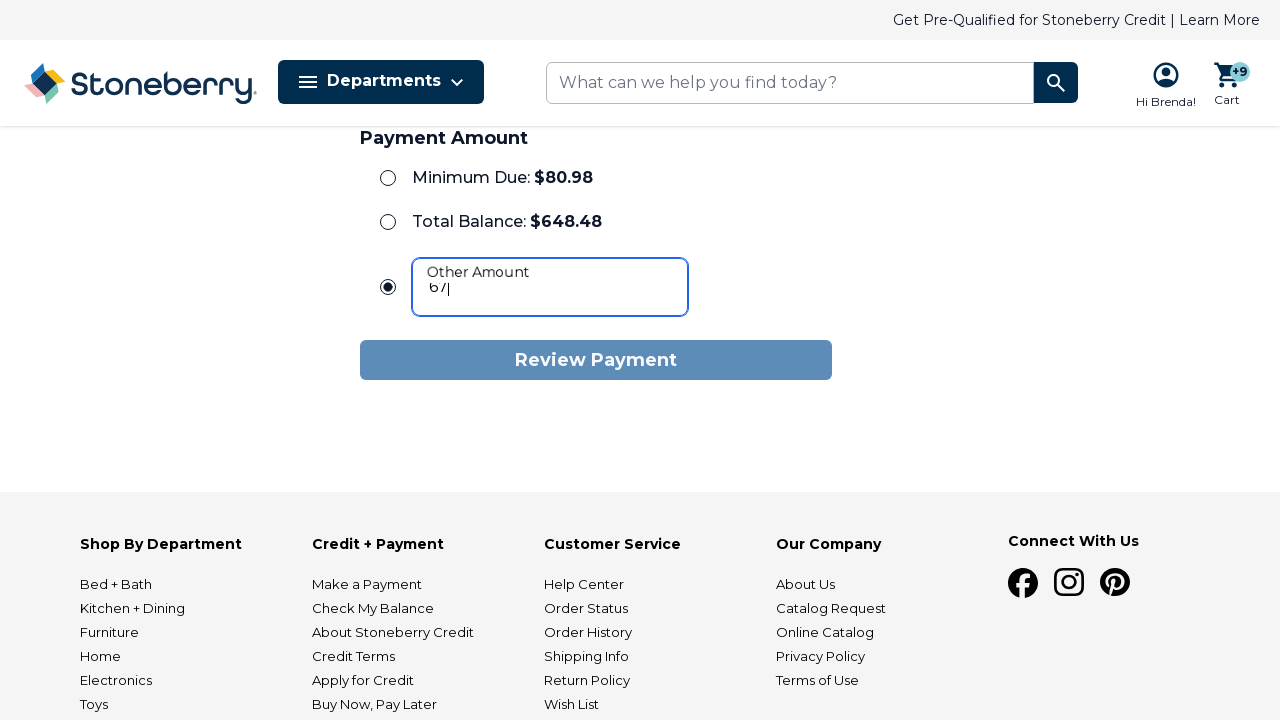 Get Pre-Qualified for Stoneberry Credit | Learn More
Stoneberry.
Departments
What can we help you find today?
+9
Hi Brenda!
Cart
Payment Amount
Minimum Due: $80.98
Total Balance: $648.48
Other Amount
67
Review Payment
Shop By Department
Bed + Bath
Kitchen + Dining
Furniture
Home
Electronics
Toys
Credit + Payment
Make a Payment
Check My Balance
About Stoneberry Credit
Credit Terms
Apply for Credit
Buy Now, Pay Later
Customer Service
Help Center
Order Status
Order History
Shipping Info
Return Policy
Wish List
Our Company
About Us
Catalog Request
Online Catalog
Privacy Policy
Terms of Use
Connect With Us